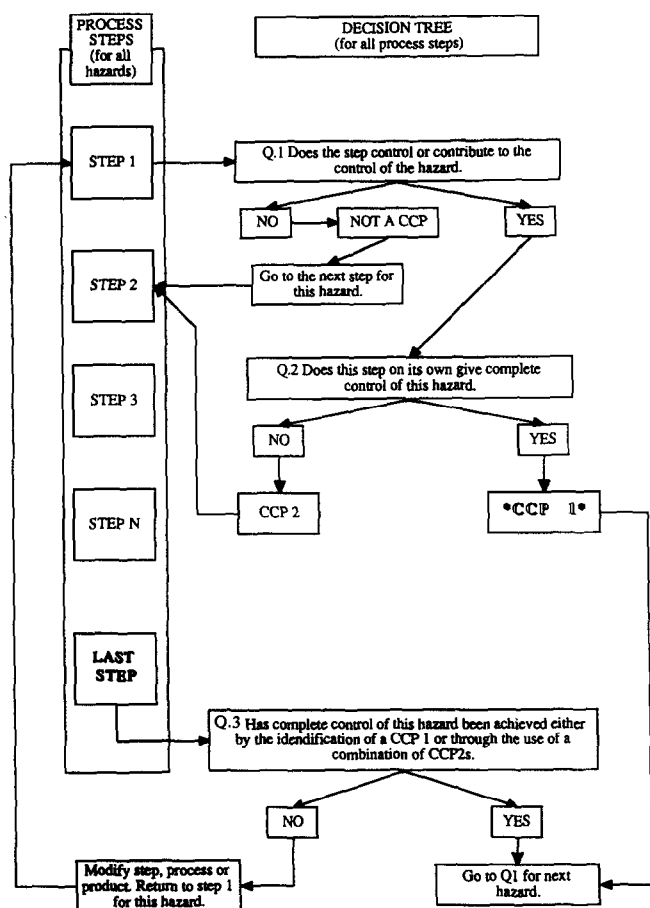 PROCESS
STEPS
(for all
hazards)
DECISION TREE
(for all process steps)
STEP 1
Q.1 Does the step control or contribute to the
control of the hazard.
NO
NOT A CCP
YES
STEP 2
Go to the next step for
this hazard.
Q.2 Does this step on its own give complete
control of this hazard.
STEP 3
NO
YES
STEP N
CCP 2
*CCP 1*
LAST
STEP
Q.3 Has complete control of this hazard been achieved either
by the idenification of a CCP 1 or through the use of a
combination of CCP2s.
NO
YES
Modify step, process or
product. Return to step 1
for this hazard.
Go to Q1 for next
hazard.